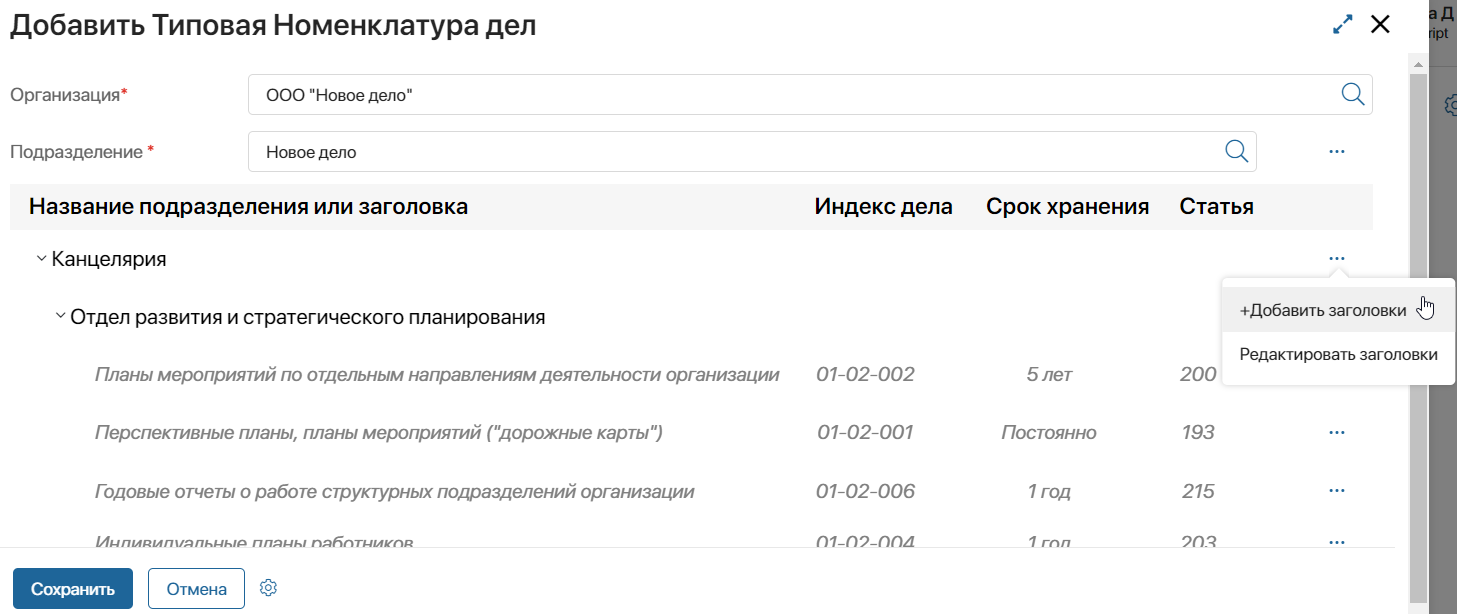 Добавить Типовая Номенклатура дел
а Д
ript
Организация*
ООО "Новое дело"
Подразделение *
Новое дело
...
Название подразделения или заголовка Индекс дела Срок хранения Статья
Канцелярия ...
+Добавить заголовки
Редактировать заголовки
Отдел развития и стратегического планирования
Планы мероприятий по отдельным направлениям деятельности организации 01-02-002 5 лет 200
Перспективные планы, планы мероприятий ("дорожные карты") 01-02-001 Постоянно 193 ...
Годовые отчеты о работе структурных подразделений организации 01-02-006 1 год 215 ...
Индивидуальные планы работников 01-02-004 1 год 203 ...
Сохранить Отмена